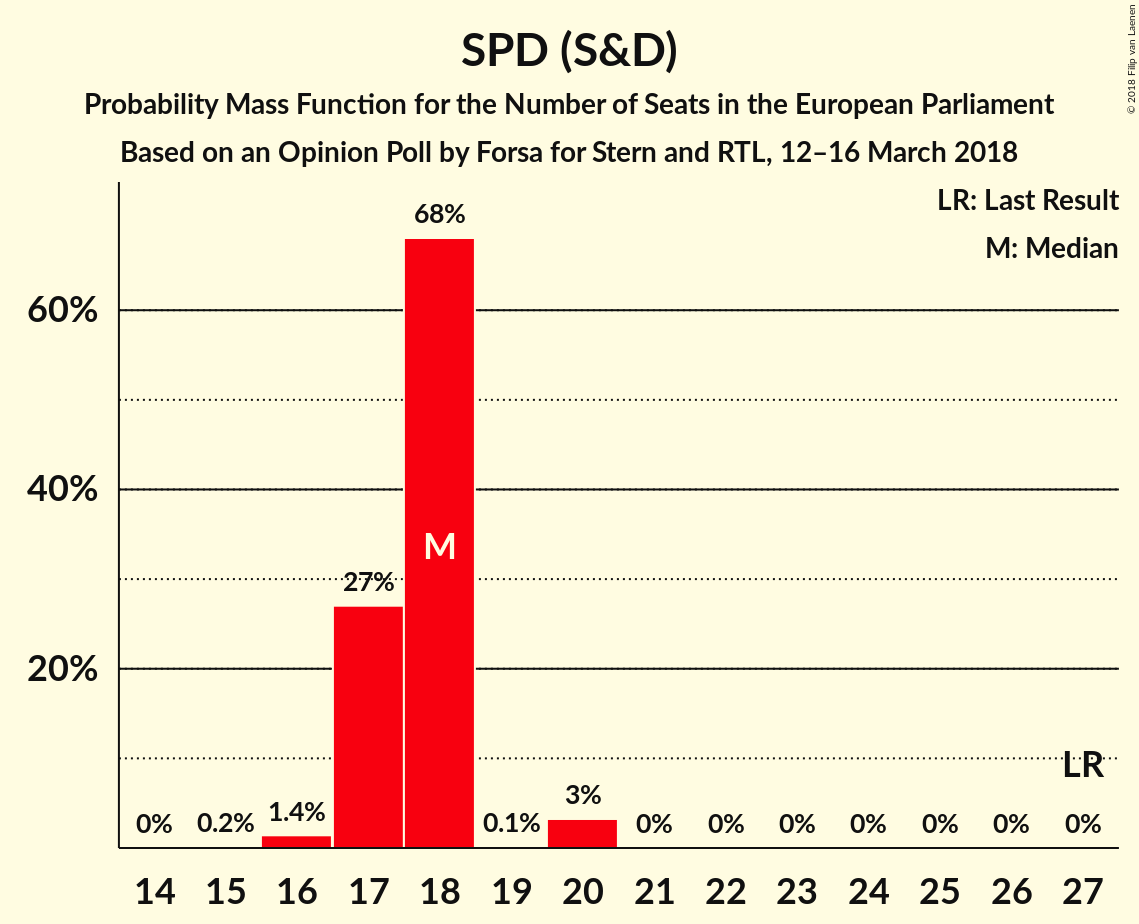 SPD (S&D)
Probability Mass Function for the Number of Seats in the European Parliament
Based on an Opinion Poll by Forsa for Stern and RTL, 12–16 March 2018
© 2018 Filip van Laenen
LR: Last Result
M: Median
68%
60%
40%
M
27%
20%
LR
0% 0.2% 1.4% 0.1% 3% 0% 0% 0% 0% 0% 0% 0%
14 15 16 17 18 19 20 21 22 23 24 25 26 27